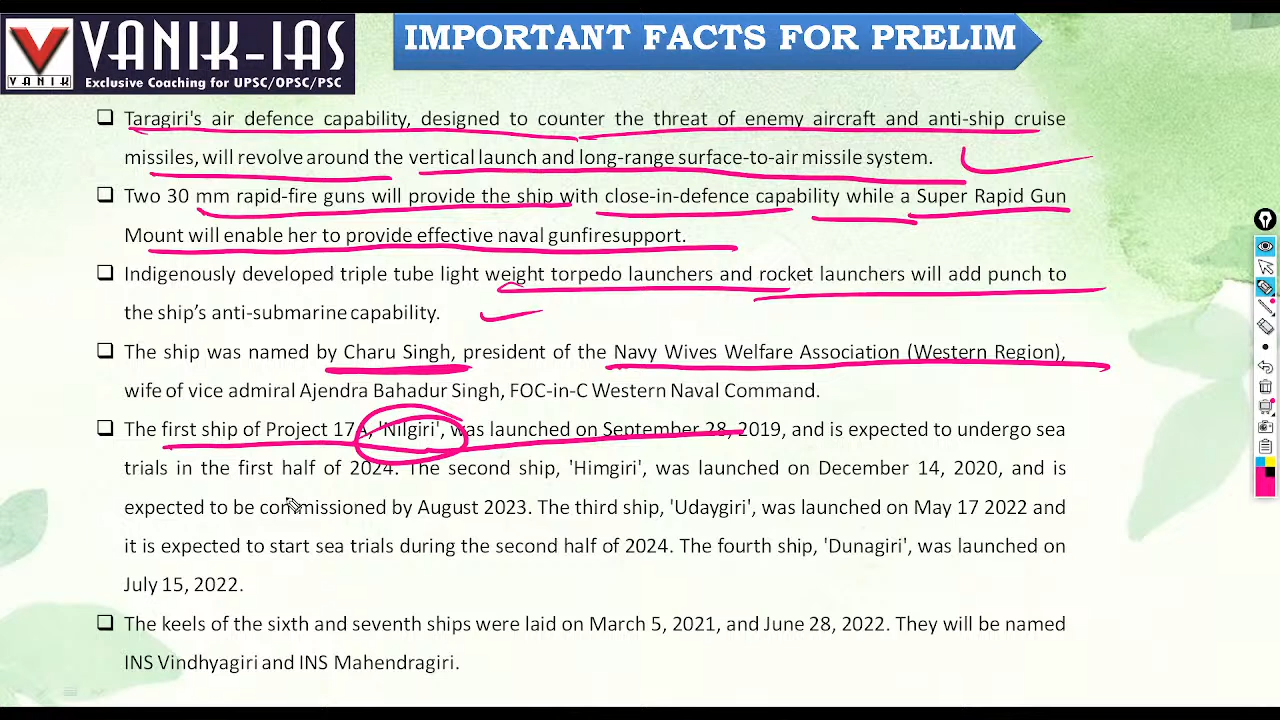 VANIK-IAS
VANIK
Exclusive Coaching for UPSC/OPSC/PSC
IMPORTANT FACTS FOR PRELIM
Taragiri's air defence capability, designed to counter the threat of enemy aircraft and anti-ship cruise
missiles, will revolve around the vertical launch and long-range surface-to-air missile system.
Two 30 mm rapid-fire guns will provide the ship with close-in-defence capability while a Super Rapid Gun
Mount will enable her to provide effective naval gunfiresupport.
Indigenously developed triple tube light weight torpedo launchers and rocket launchers will add punch to
the ship’s anti-submarine capability.
The ship was named by Charu Singh, president of the Navy Wives Welfare Association (Western Region),
wife of vice admiral Ajendra Bahadur Singh, FOC-in-C Western Naval Command.
The first ship of Project 17A, 'Nilgiri', was launched on September 28, 2019, and is expected to undergo sea
trials in the first half of 2024. The second ship, 'Himgiri', was launched on December 14, 2020, and is
expected to be commissioned by August 2023. The third ship, 'Udaygiri', was launched on May 17 2022 and
it is expected to start sea trials during the second half of 2024. The fourth ship, 'Dunagiri', was launched on
July 15, 2022.
The keels of the sixth and seventh ships were laid on March 5, 2021, and June 28, 2022. They will be named
INS Vindhyagiri and INS Mahendragiri.